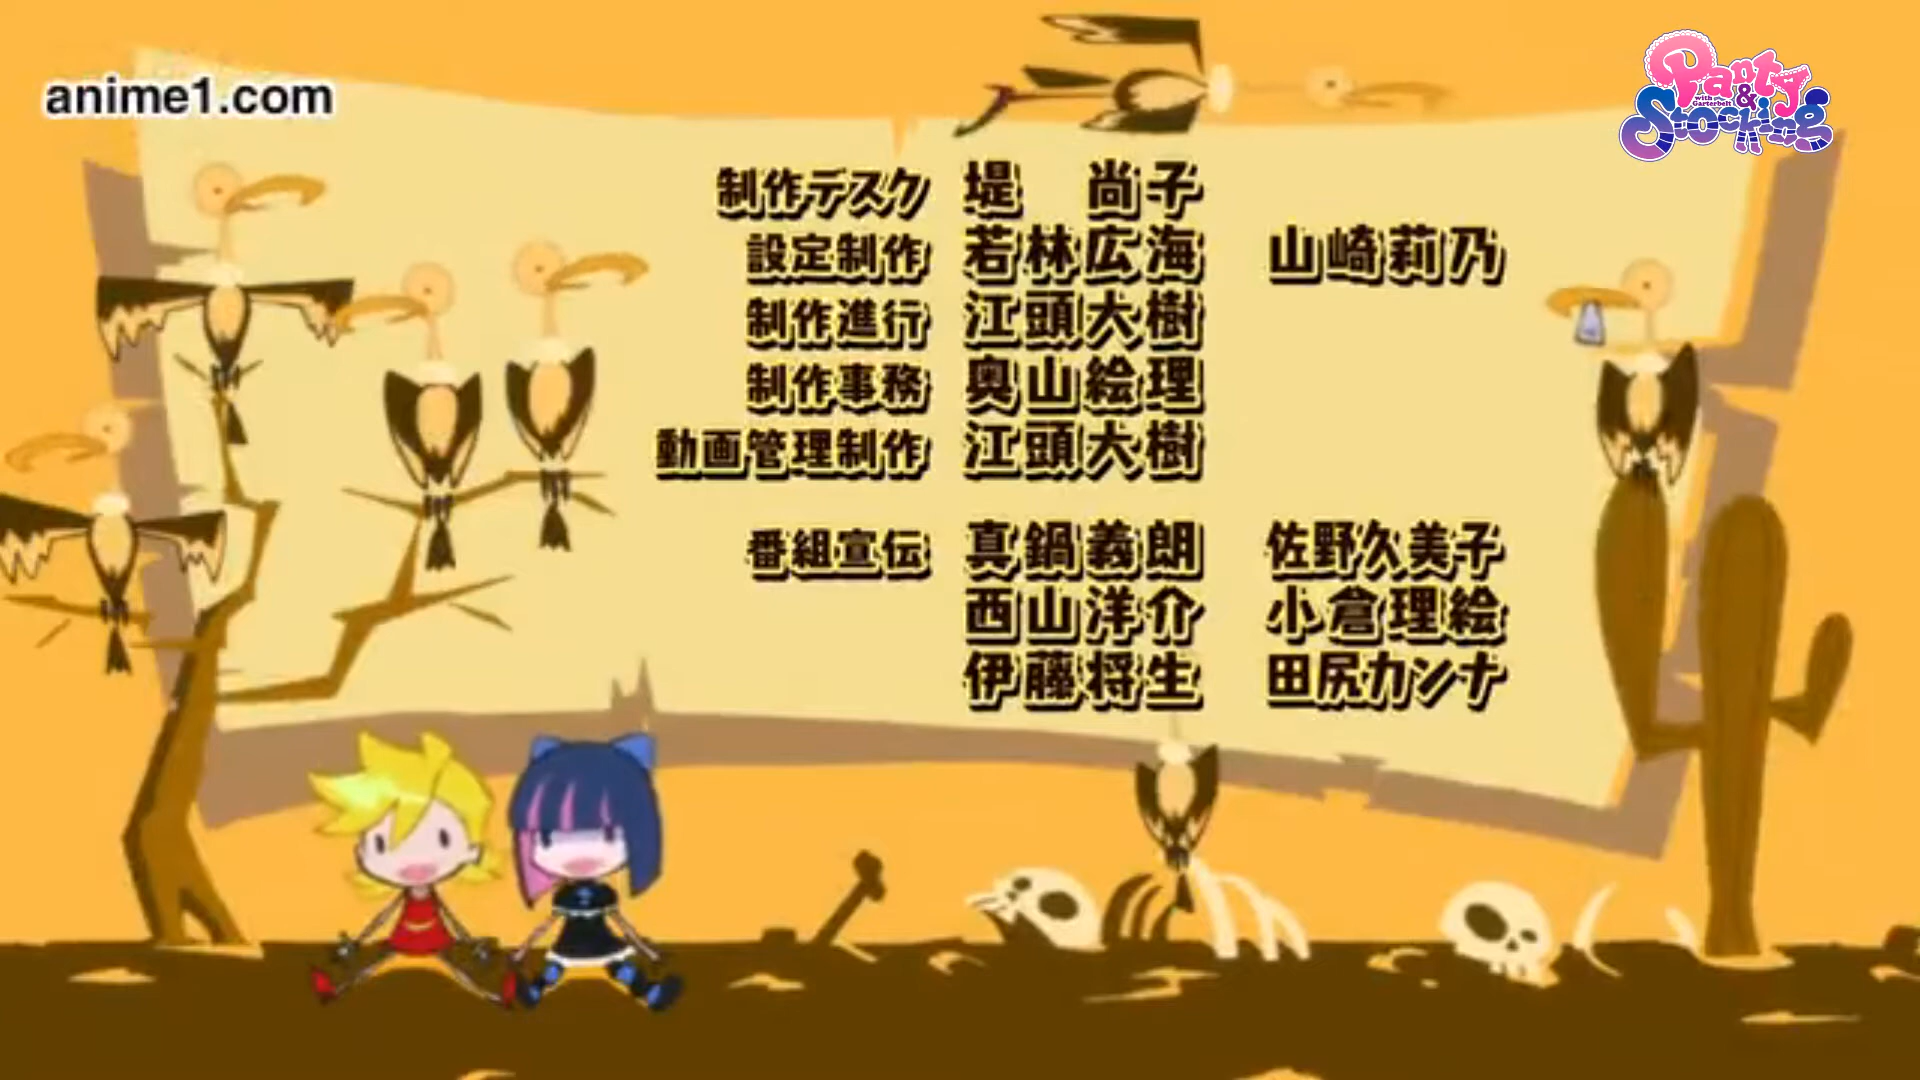 anime1.com
Panty
with Garterbelt &
Stocking
制作デスク 堤 尚子
設定制作 若林広海 山崎莉乃
制作進行 江頭大樹
制作事務 奥山絵理
動画管理制作 江頭大樹
番組宣伝 真鍋義朗 佐野久美子
西山洋介 小倉理絵
伊藤将生 田尻カンナ